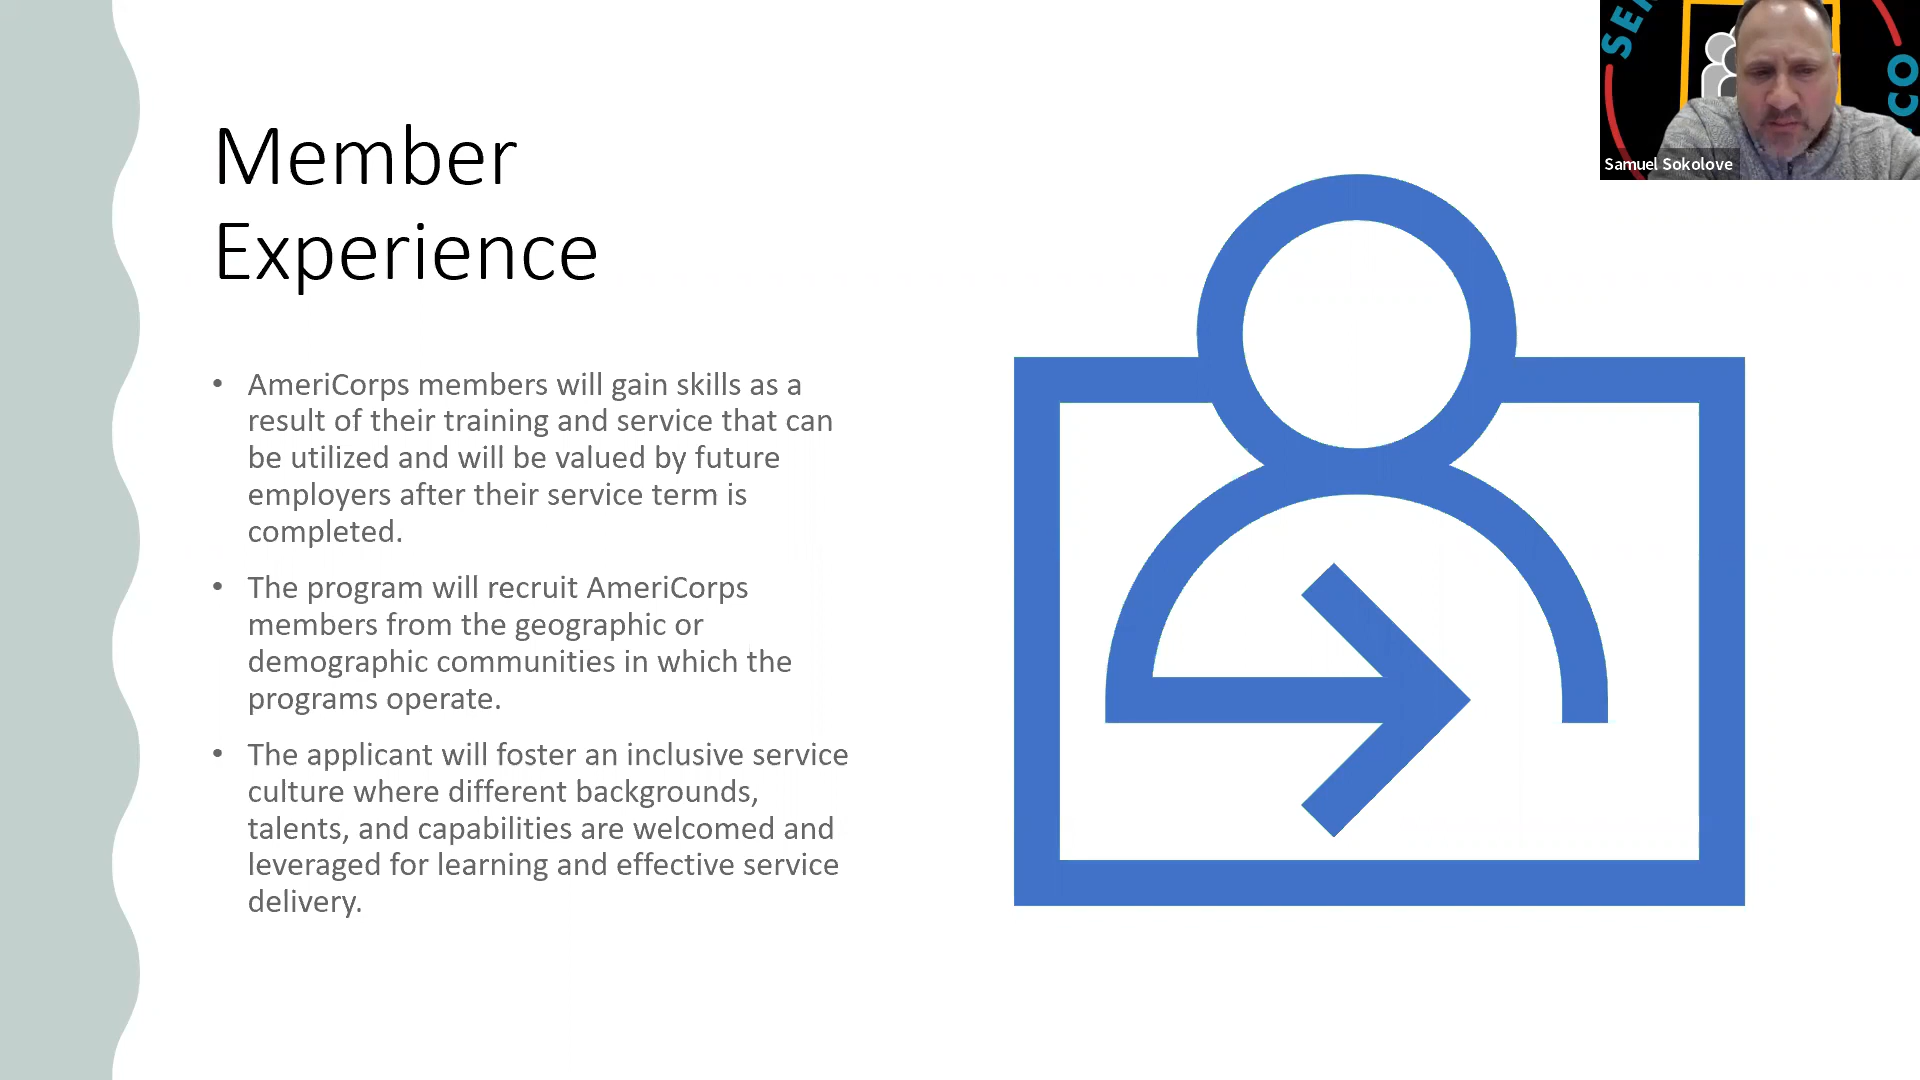 Member
Experience
• AmeriCorps members will gain skills as a
result of their training and service that can
be utilized and will be valued by future
employers after their service term is
completed.
• The program will recruit AmeriCorps
members from the geographic or
demographic communities in which the
programs operate.
• The applicant will foster an inclusive service
culture where different backgrounds,
talents, and capabilities are welcomed and
leveraged for learning and effective service
delivery.
Samuel Sokolove